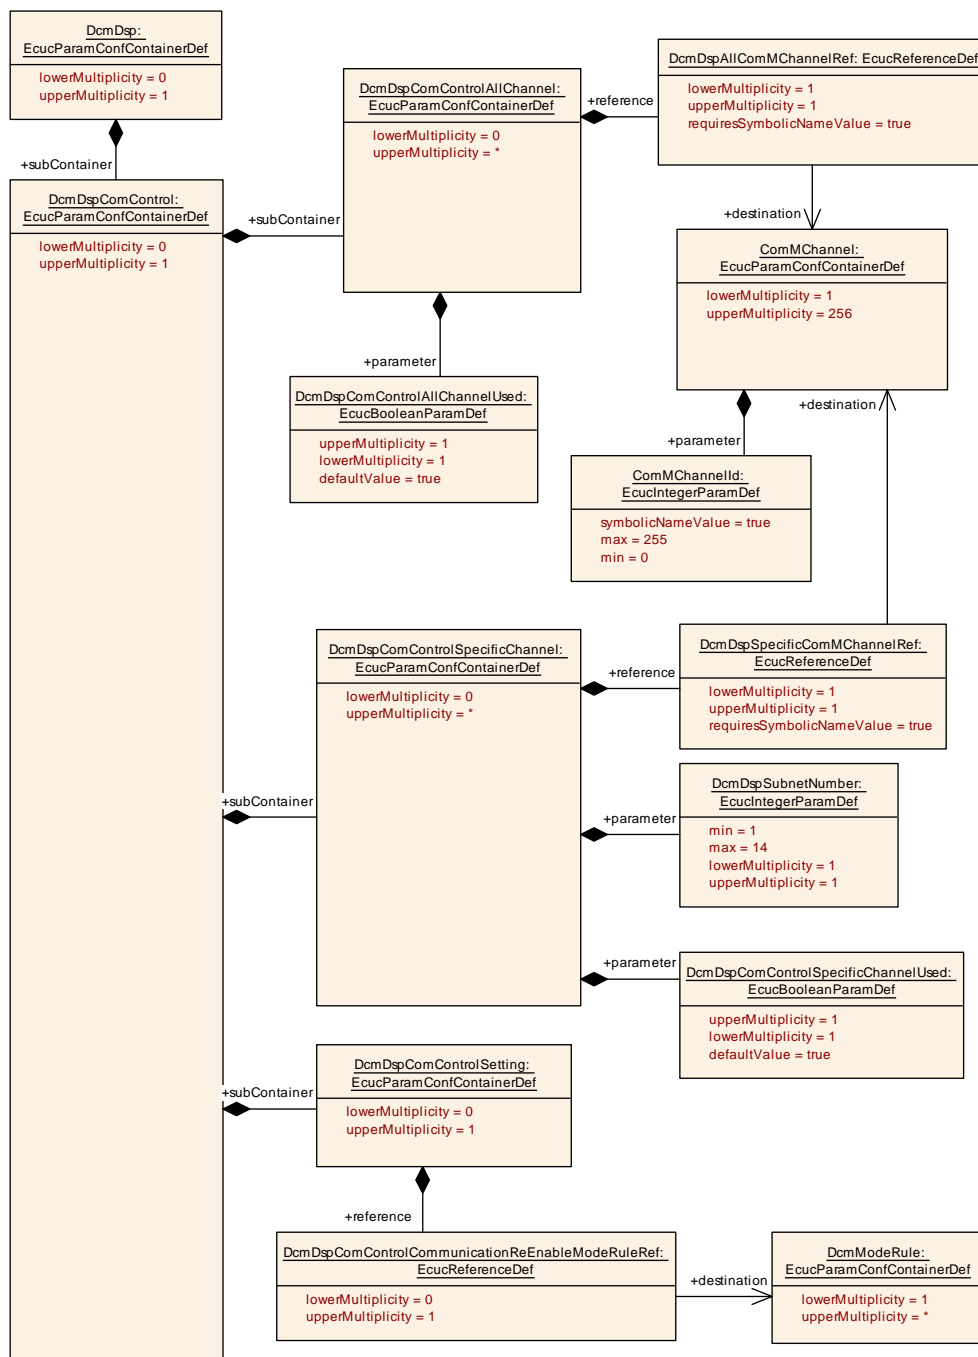 DcmDsp:
EcucParamConfContainerDef
lowerMultiplicity = 0
upperMultiplicity = 1
+subContainer
DcmDspComControl:
EcucParamConfContainerDef
lowerMultiplicity = 0
upperMultiplicity = 1
+subContainer
DcmDspComControlAllChannel:
EcucParamConfContainerDef
lowerMultiplicity = 0
upperMultiplicity = *
+reference
DcmDspAllComMChannelRef: EcucReferenceDef
lowerMultiplicity = 1
upperMultiplicity = 1
requiresSymbolicNameValue = true
+destination
ComMChannel:
EcucParamConfContainerDef
lowerMultiplicity = 1
upperMultiplicity = 256
+parameter
DcmDspComControlAllChannelUsed:
EcucBooleanParamDef
upperMultiplicity = 1
lowerMultiplicity = 1
defaultValue = true
+destination
+parameter
ComMChannelId:
EcucIntegerParamDef
symbolicNameValue = true
max = 255
min = 0
+subContainer
DcmDspComControlSpecificChannel:
EcucParamConfContainerDef
lowerMultiplicity = 0
upperMultiplicity = *
+reference
DcmDspSpecificComMChannelRef:
EcucReferenceDef
lowerMultiplicity = 1
upperMultiplicity = 1
requiresSymbolicNameValue = true
+parameter
DcmDspSubnetNumber:
EcucIntegerParamDef
min = 1
max = 14
lowerMultiplicity = 1
upperMultiplicity = 1
+parameter
DcmDspComControlSpecificChannelUsed:
EcucBooleanParamDef
upperMultiplicity = 1
lowerMultiplicity = 1
defaultValue = true
+subContainer
DcmDspComControlSetting:
EcucParamConfContainerDef
lowerMultiplicity = 0
upperMultiplicity = 1
+reference
DcmDspComControlCommunicationReEnableModeRuleRef:
EcucReferenceDef
lowerMultiplicity = 0
upperMultiplicity = 1
+destination
DcmModeRule:
EcucParamConfContainerDef
lowerMultiplicity = 1
upperMultiplicity = *